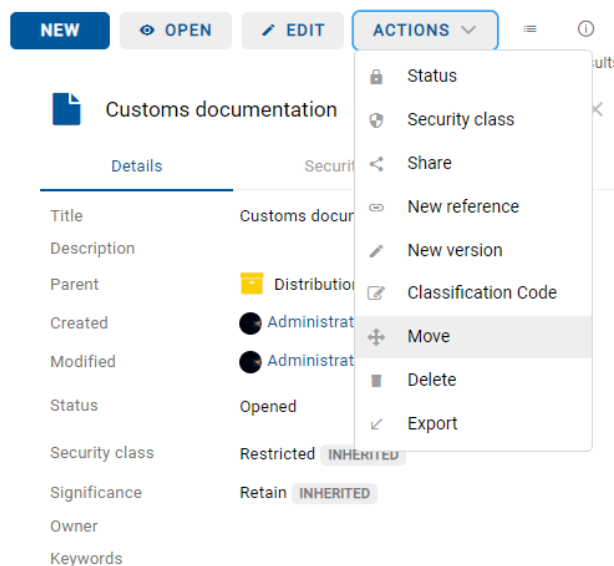 NEW OPEN EDIT ACTIONS
Status
Customs documentation
Security class
Details
Share
Title
New reference
Description
New version
Parent
Classification Code
Created
Move
Modified
Delete
Status Opened
Export
Security class Restricted INHERITED
Significance Retain INHERITED
Owner
Keywords